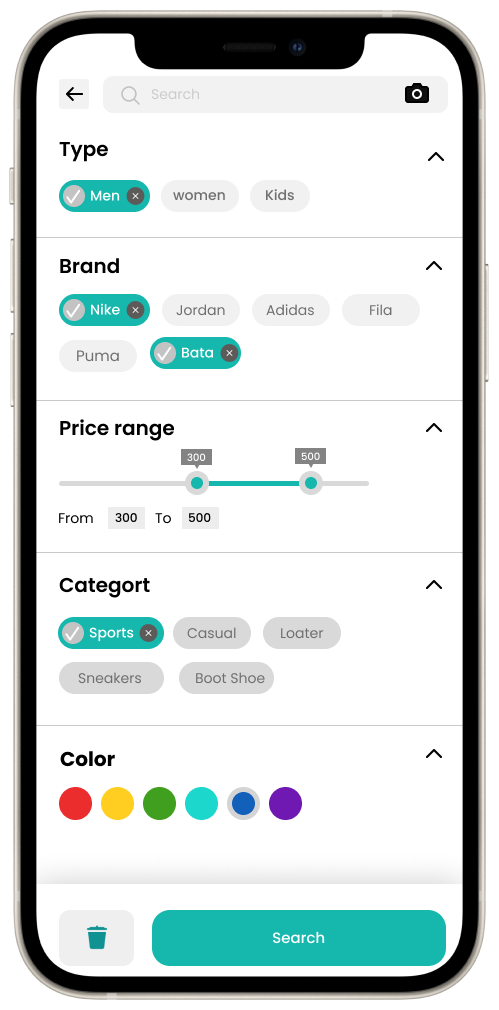 Search
Type
Men women Kids
Brand
Nike Jordan Adidas Fila
Puma Bata
Price range
300 500
From 300 To 500
Categort
Sports Casual Loater
Sneakers Boot Shoe
Color
Search